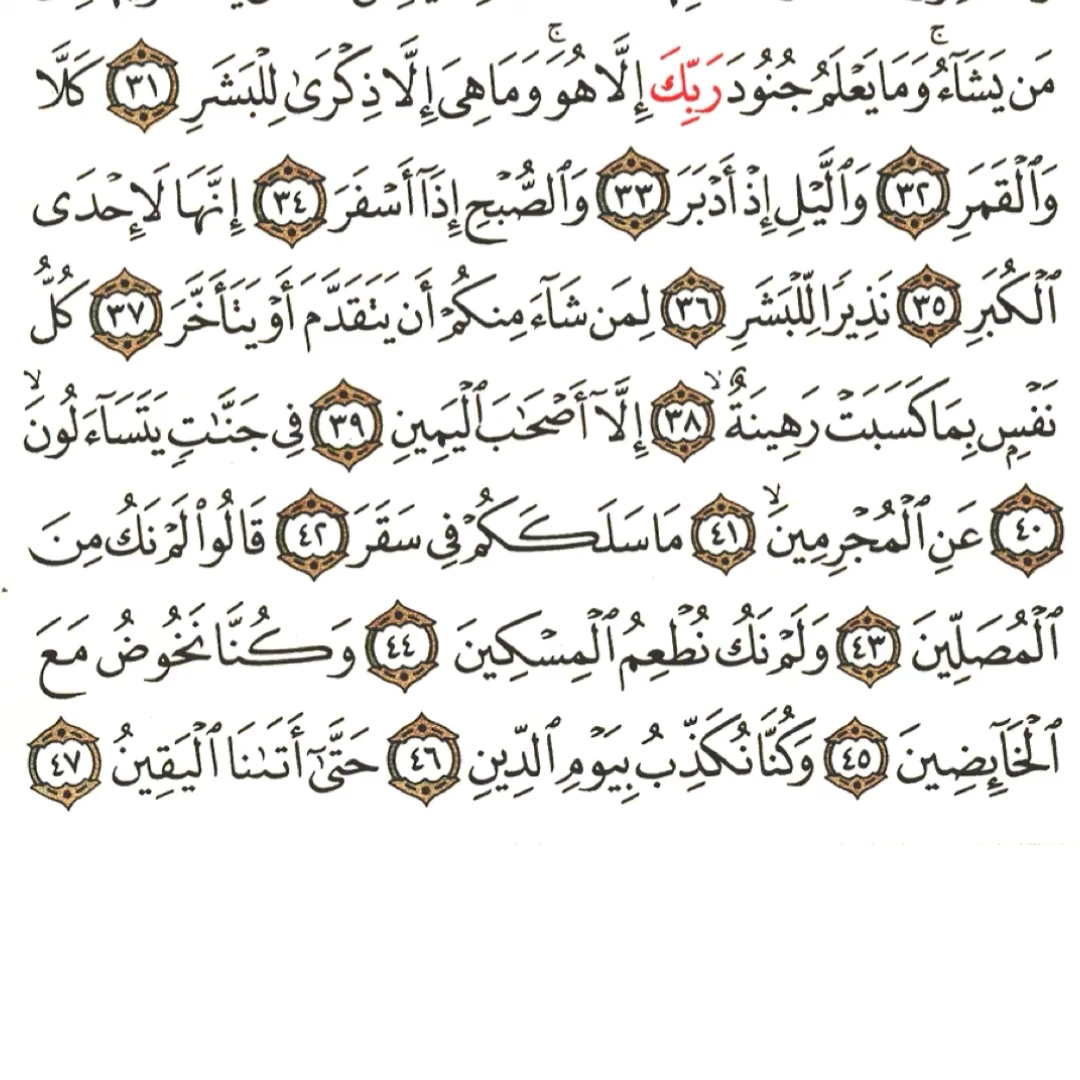 مَن يَشَآءُ ۚ وَمَا يَعْلَمُ جُنُودَ رَبِّكَ إِلَّا هُوَ ۚ وَمَا هِىَ إِلَّا ذِكْرَىٰ لِلْبَشَرِ ٣١ كَلَّا
وَٱلْقَمَرِ ٣٢ وَٱلَّيْلِ إِذْ أَدْبَرَ ٣٣ وَٱلصُّبْحِ إِذَآ أَسْفَرَ ٣٤ إِنَّهَا لَإِحْدَى
ٱلْكُبَرِ ٣٥ نَذِيرًا لِّلْبَشَرِ ٣٦ لِمَن شَآءَ مِنكُمْ أَن يَتَقَدَّمَ أَوْ يَتَأَخَّرَ ٣٧ كُلُّ
نَفْسٍۭ بِمَا كَسَبَتْ رَهِينَةٌ ۙ ٣٨ إِلَّآ أَصْحَـٰبَ ٱلْيَمِينِ ٣٩ فِى جَنَّـٰتٍ يَتَسَآءَلُونَ ۙ
٤٠ عَنِ ٱلْمُجْرِمِينَ ۙ ٤١ مَا سَلَكَكُمْ فِى سَقَرَ ٤٢ قَالُوا۟ لَمْ نَكُ مِنَ
ٱلْمُصَلِّينَ ٤٣ وَلَمْ نَكُ نُطْعِمُ ٱلْمِسْكِينَ ٤٤ وَكُنَّا نَخُوضُ مَعَ
ٱلْخَآئِضِينَ ٤٥ وَكُنَّا نُكَذِّبُ بِيَوْمِ ٱلدِّينِ ٤٦ حَتَّىٰٓ أَتَىٰنَا ٱلْيَقِينُ ٤٧